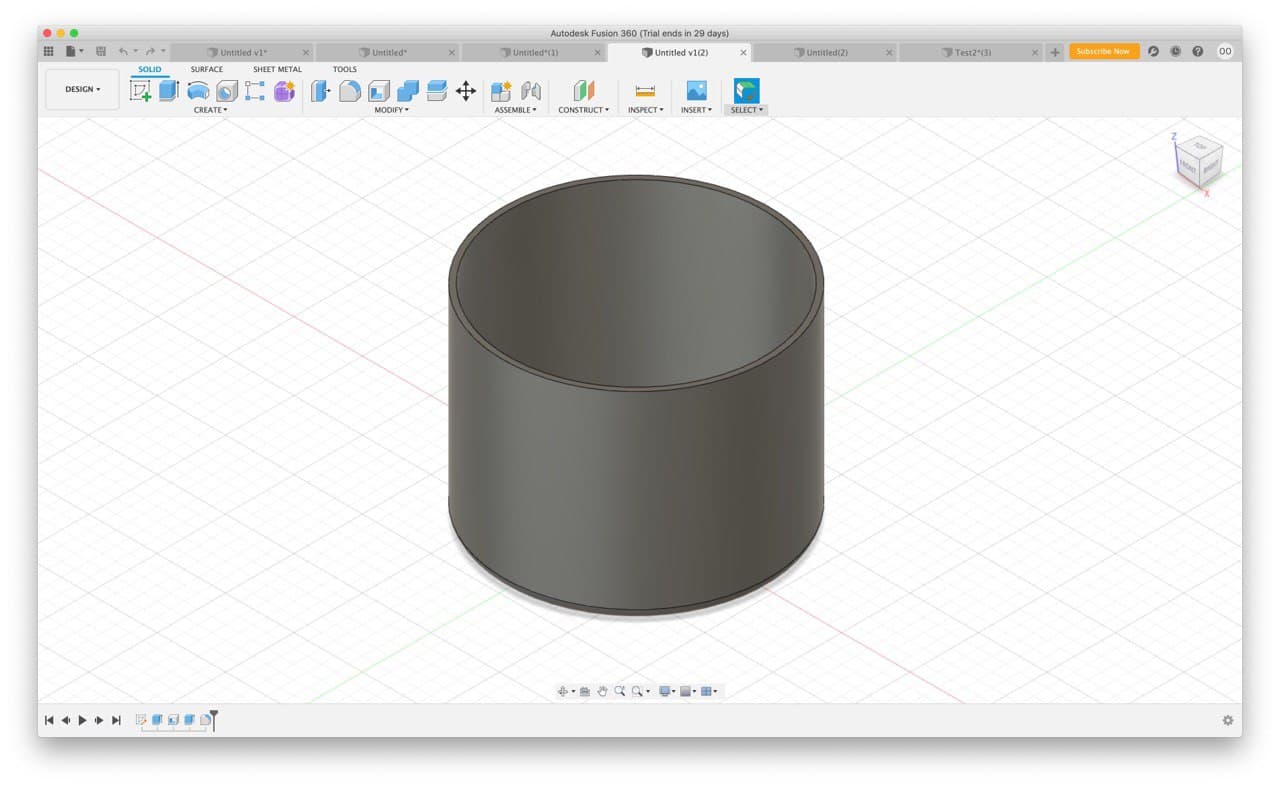 Autodesk Fusion 360 (Trial ends in 29 days)
Untitled v1*
Untitled*
Untitled*(1)
Untitled v1(2)
Untitled(2)
Test2*(3)
Subscribe Now
OO
DESIGN
SOLID SURFACE SHEET METAL TOOLS
CREATE MODIFY ASSEMBLE CONSTRUCT INSPECT INSERT SELECT
Z
TOP
FRONT RIGHT
X